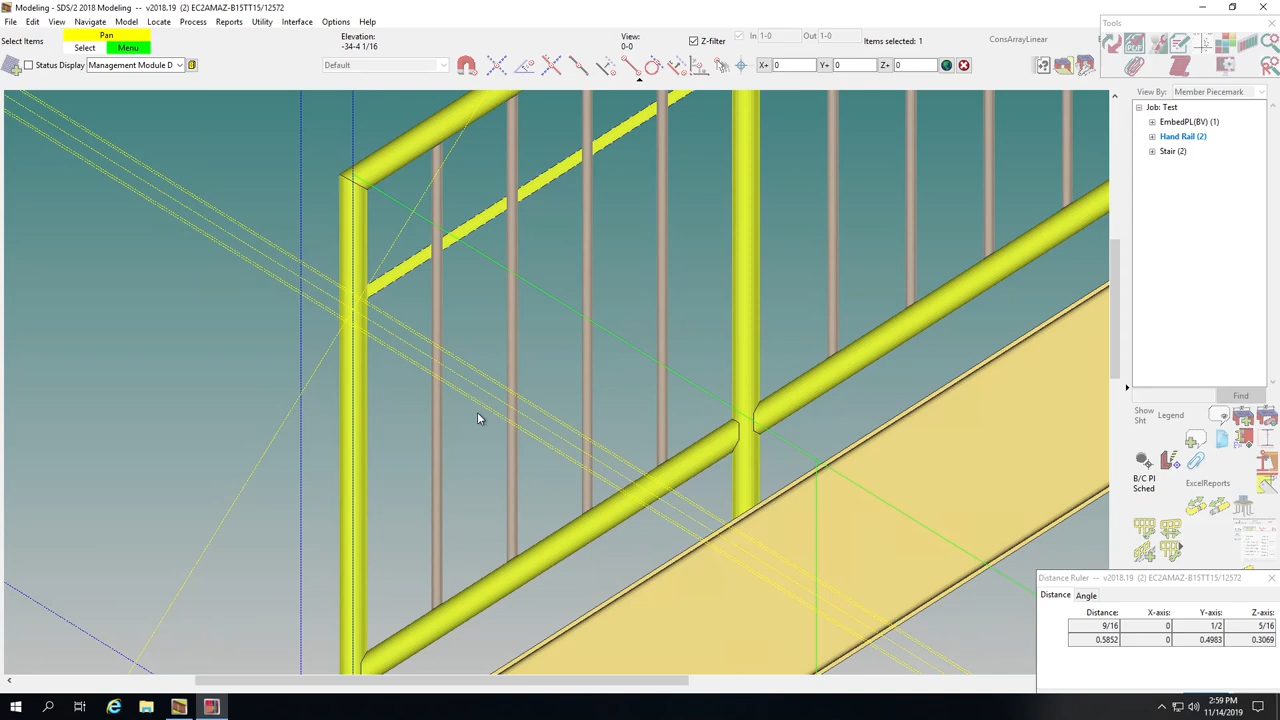 Modeling - SDS/2 2018 Modeling -- v2018.19 (2) EC2AMAZ-B15TT15/12572
File Edit View Navigate Model Locate Process Reports Utility Interface Options Help
Select Items
Pan
Select Menu
Elevation:
-34-4 1/16
View:
0-0
Z-filter
In 1-0 Out 1-0
Items selected: 1
ConsArrayLinear
Tools
Status Display Management Module D
Default
X+ 0 Y+ 0 Z+ 0
View By: Member Piecemark
Job: Test
EmbedPL(BV) (1)
Hand Rail (2)
Stair (2)
Find
Show
Sht
Legend
B/C Pl
Sched
ExcelReports
Distance Ruler -- v2018.19 (2) EC2AMAZ-B15TT15/12572
Distance Angle
Distance: X-axis: Y-axis: Z-axis:
9/16 0 1/2 5/16
0.5852 0 0.4983 0.3069
2:59 PM
11/14/2019